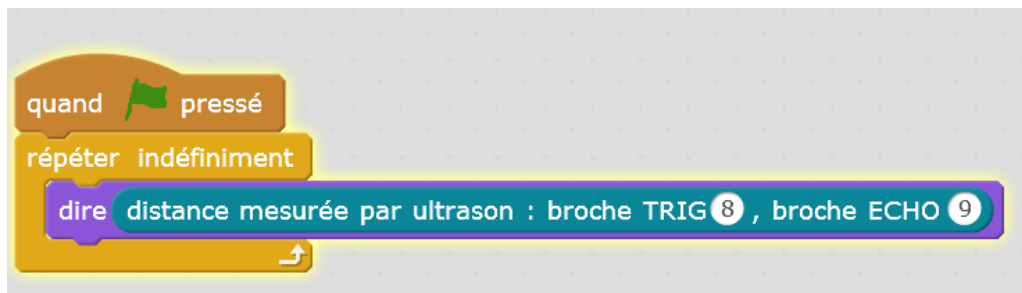 quand pressé
répéter indéfiniment
dire distance mesurée par ultrason : broche TRIG 8 , broche ECHO 9